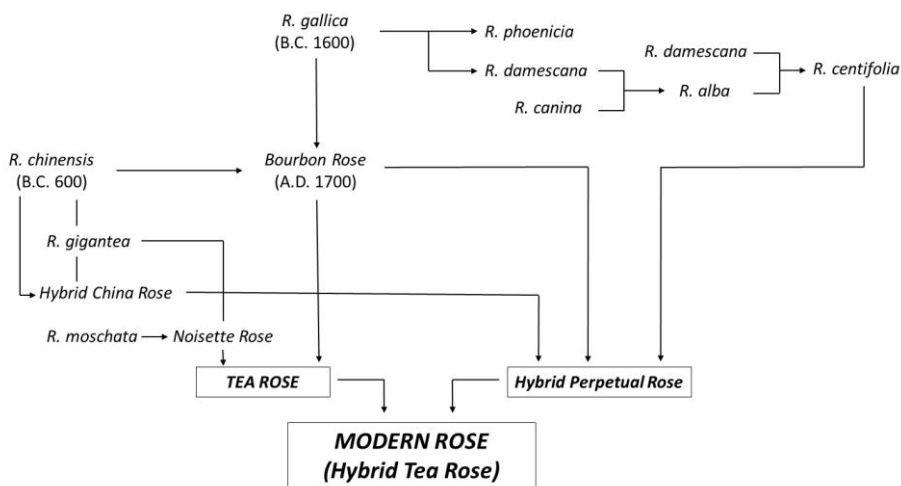 R. gallica
(B.C. 1600)
R. phoenicia
R. damescana
R. damescana
R. centifolia
R. canina
R. alba
R. chinensis
(B.C. 600)
Bourbon Rose
(A.D. 1700)
R. gigantea
Hybrid China Rose
R. moschata
Noisette Rose
TEA ROSE
Hybrid Perpetual Rose
MODERN ROSE
(Hybrid Tea Rose)